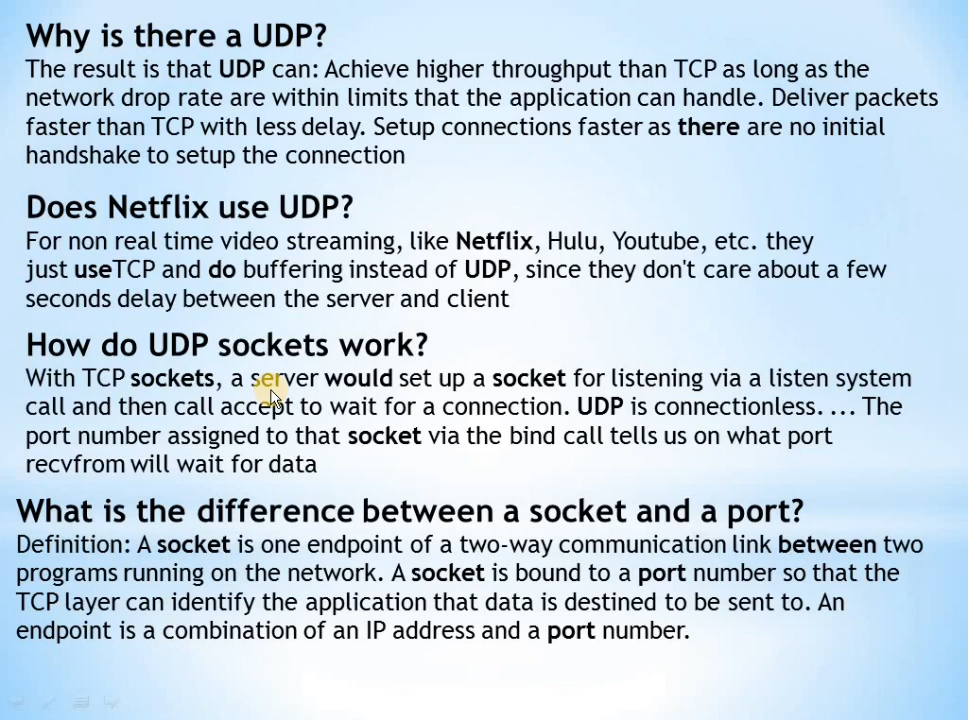 Why is there a UDP?
The result is that UDP can: Achieve higher throughput than TCP as long as the
network drop rate are within limits that the application can handle. Deliver packets
faster than TCP with less delay. Setup connections faster as there are no initial
handshake to setup the connection
Does Netflix use UDP?
For non real time video streaming, like Netflix, Hulu, Youtube, etc. they
just useTCP and do buffering instead of UDP, since they don't care about a few
seconds delay between the server and client
How do UDP sockets work?
With TCP sockets, a server would set up a socket for listening via a listen system
call and then call accept to wait for a connection. UDP is connectionless. ... The
port number assigned to that socket via the bind call tells us on what port
recvfrom will wait for data
What is the difference between a socket and a port?
Definition: A socket is one endpoint of a two-way communication link between two
programs running on the network. A socket is bound to a port number so that the
TCP layer can identify the application that data is destined to be sent to. An
endpoint is a combination of an IP address and a port number.